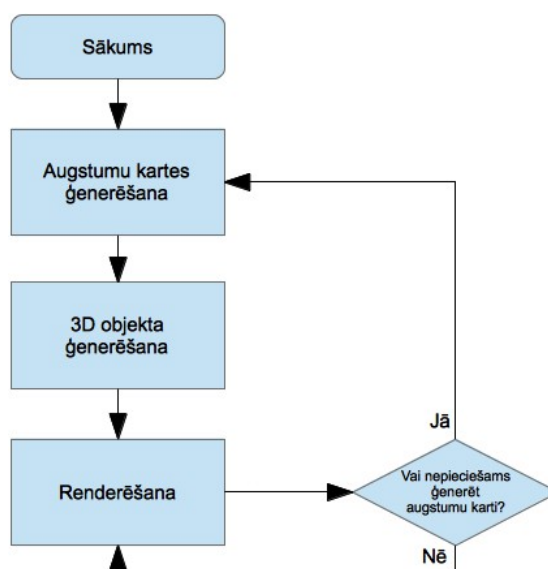 Sākums
Augstumu kartes
ģenerēšana
3D objekta
ģenerēšana
Renderēšana
Jā
Vai nepieciešams
ģenerēt
augstumu karti?
Nē